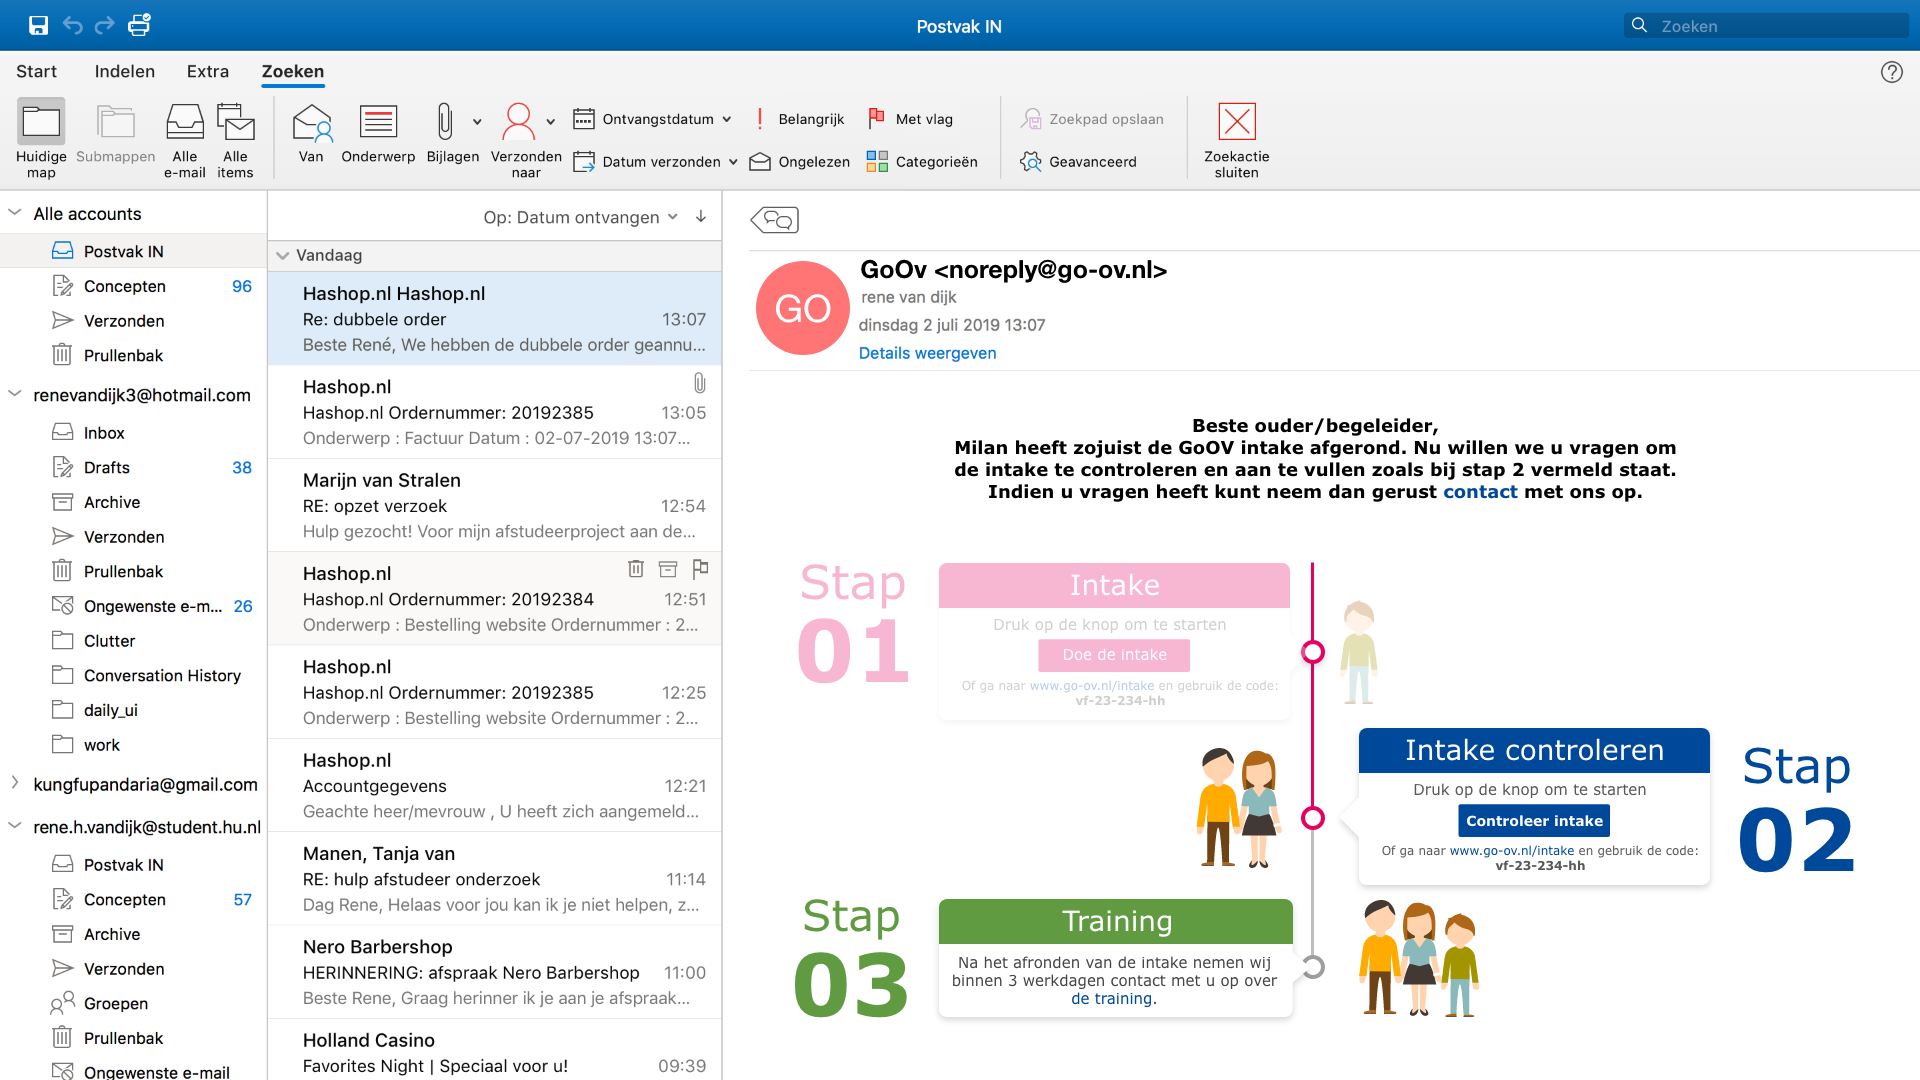 Postvak IN
Zoeken
Start
Indelen
Extra
Zoeken
Huidige map
Submappen
Alle e-mail
Alle items
Van
Onderwerp
Bijlagen
Verzonden naar
Ontvangstdatum
Datum verzonden
Belangrijk
Ongelezen
Met vlag
Categorieën
Zoekpad opslaan
Geavanceerd
Zoekactie sluiten
Alle accounts
Postvak IN
Concepten 96
Verzonden
Prullenbak
renevandijk3@hotmail.com
Inbox
Drafts 38
Archive
Verzonden
Prullenbak
Ongewenste e-m... 26
Clutter
Conversation History
daily_ui
work
kungfupandaria@gmail.com
rene.h.vandijk@student.hu.nl
Postvak IN
Concepten 57
Archive
Verzonden
Groepen
Prullenbak
Ongewenste e-mail
Op: Datum ontvangen
Vandaag
Hashop.nl Hashop.nl
Re: dubbele order 13:07
Beste René, We hebben de dubbele order geannu...
Hashop.nl
Hashop.nl Ordernummer: 20192385 13:05
Onderwerp : Factuur Datum : 02-07-2019 13:07...
Marijn van Stralen
RE: opzet verzoek 12:54
Hulp gezocht! Voor mijn afstudeerproject aan de...
Hashop.nl
Hashop.nl Ordernummer: 20192384 12:51
Onderwerp : Bestelling website Ordernummer : 2...
Hashop.nl
Hashop.nl Ordernummer: 20192385 12:25
Onderwerp : Bestelling website Ordernummer : 2...
Hashop.nl
Accountgegevens 12:21
Geachte heer/mevrouw , U heeft zich aangemeld...
Manen, Tanja van
RE: hulp afstudeer onderzoek 11:14
Dag Rene, Helaas voor jou kan ik je niet helpen, z...
Nero Barbershop
HERINNERING: afspraak Nero Barbershop 11:00
Beste Rene, Graag herinner ik je aan je afspraak...
Holland Casino
Favorites Night | Speciaal voor u! 09:39
GO
GoOv <noreply@go-ov.nl>
rene van dijk
dinsdag 2 juli 2019 13:07
Details weergeven
Beste ouder/begeleider,
Milan heeft zojuist de GoOV intake afgerond. Nu willen we u vragen om
de intake te controleren en aan te vullen zoals bij stap 2 vermeld staat.
Indien u vragen heeft kunt neem dan gerust contact met ons op.
Stap
01
Intake
Druk op de knop om te starten
Doe de intake
Of ga naar www.go-ov.nl/intake en gebruik de code:
vf-23-234-hh
Intake controleren
Druk op de knop om te starten
Controleer intake
Of ga naar www.go-ov.nl/intake en gebruik de code:
vf-23-234-hh
Stap
02
Stap
03
Training
Na het afronden van de intake nemen wij
binnen 3 werkdagen contact met u op over
de training.